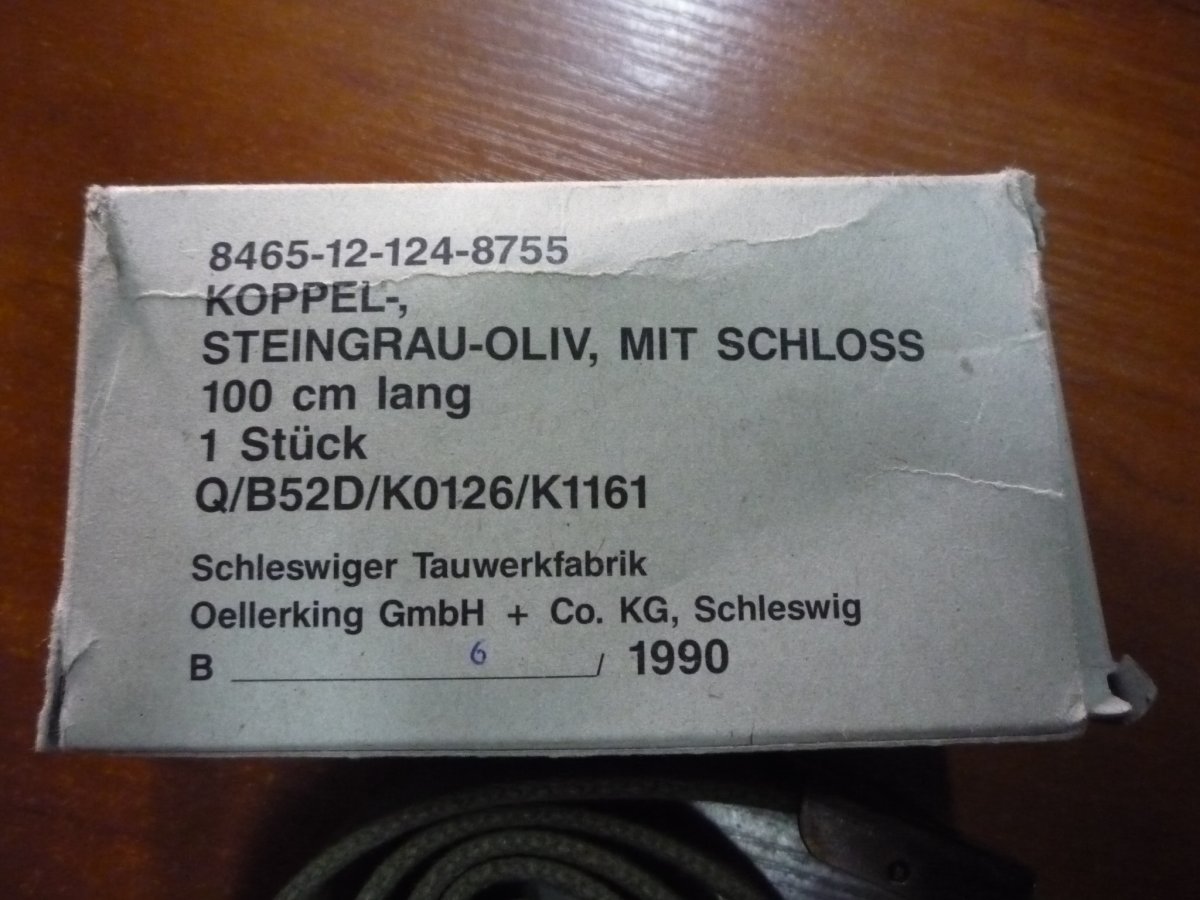 8465-12-124-8755
KOPPEL-,
STEINGRAU-OLIV, MIT SCHLOSS
100 cm lang
1 Stück
Q/B52D/K0126/K1161
Schleswiger Tauwerkfabrik
Oellerking GmbH + Co. KG, Schleswig
B 6 / 1990